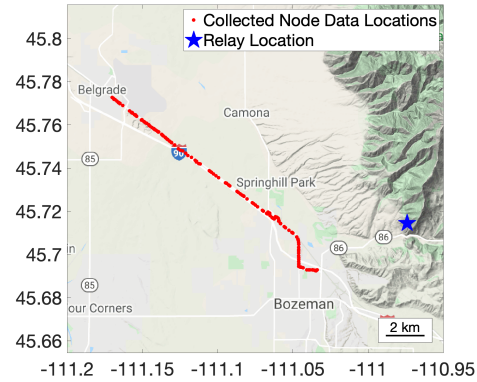 Collected Node Data Locations
Relay Location
45.8
45.78
45.76
45.74
45.72
45.7
45.68
45.66
Belgrade
Camona
85
90
Springhill Park
86
86
n
85
our Corners
Bozeman
2 km
-111.2
-111.15
-111.1
-111.05
-111
-110.95